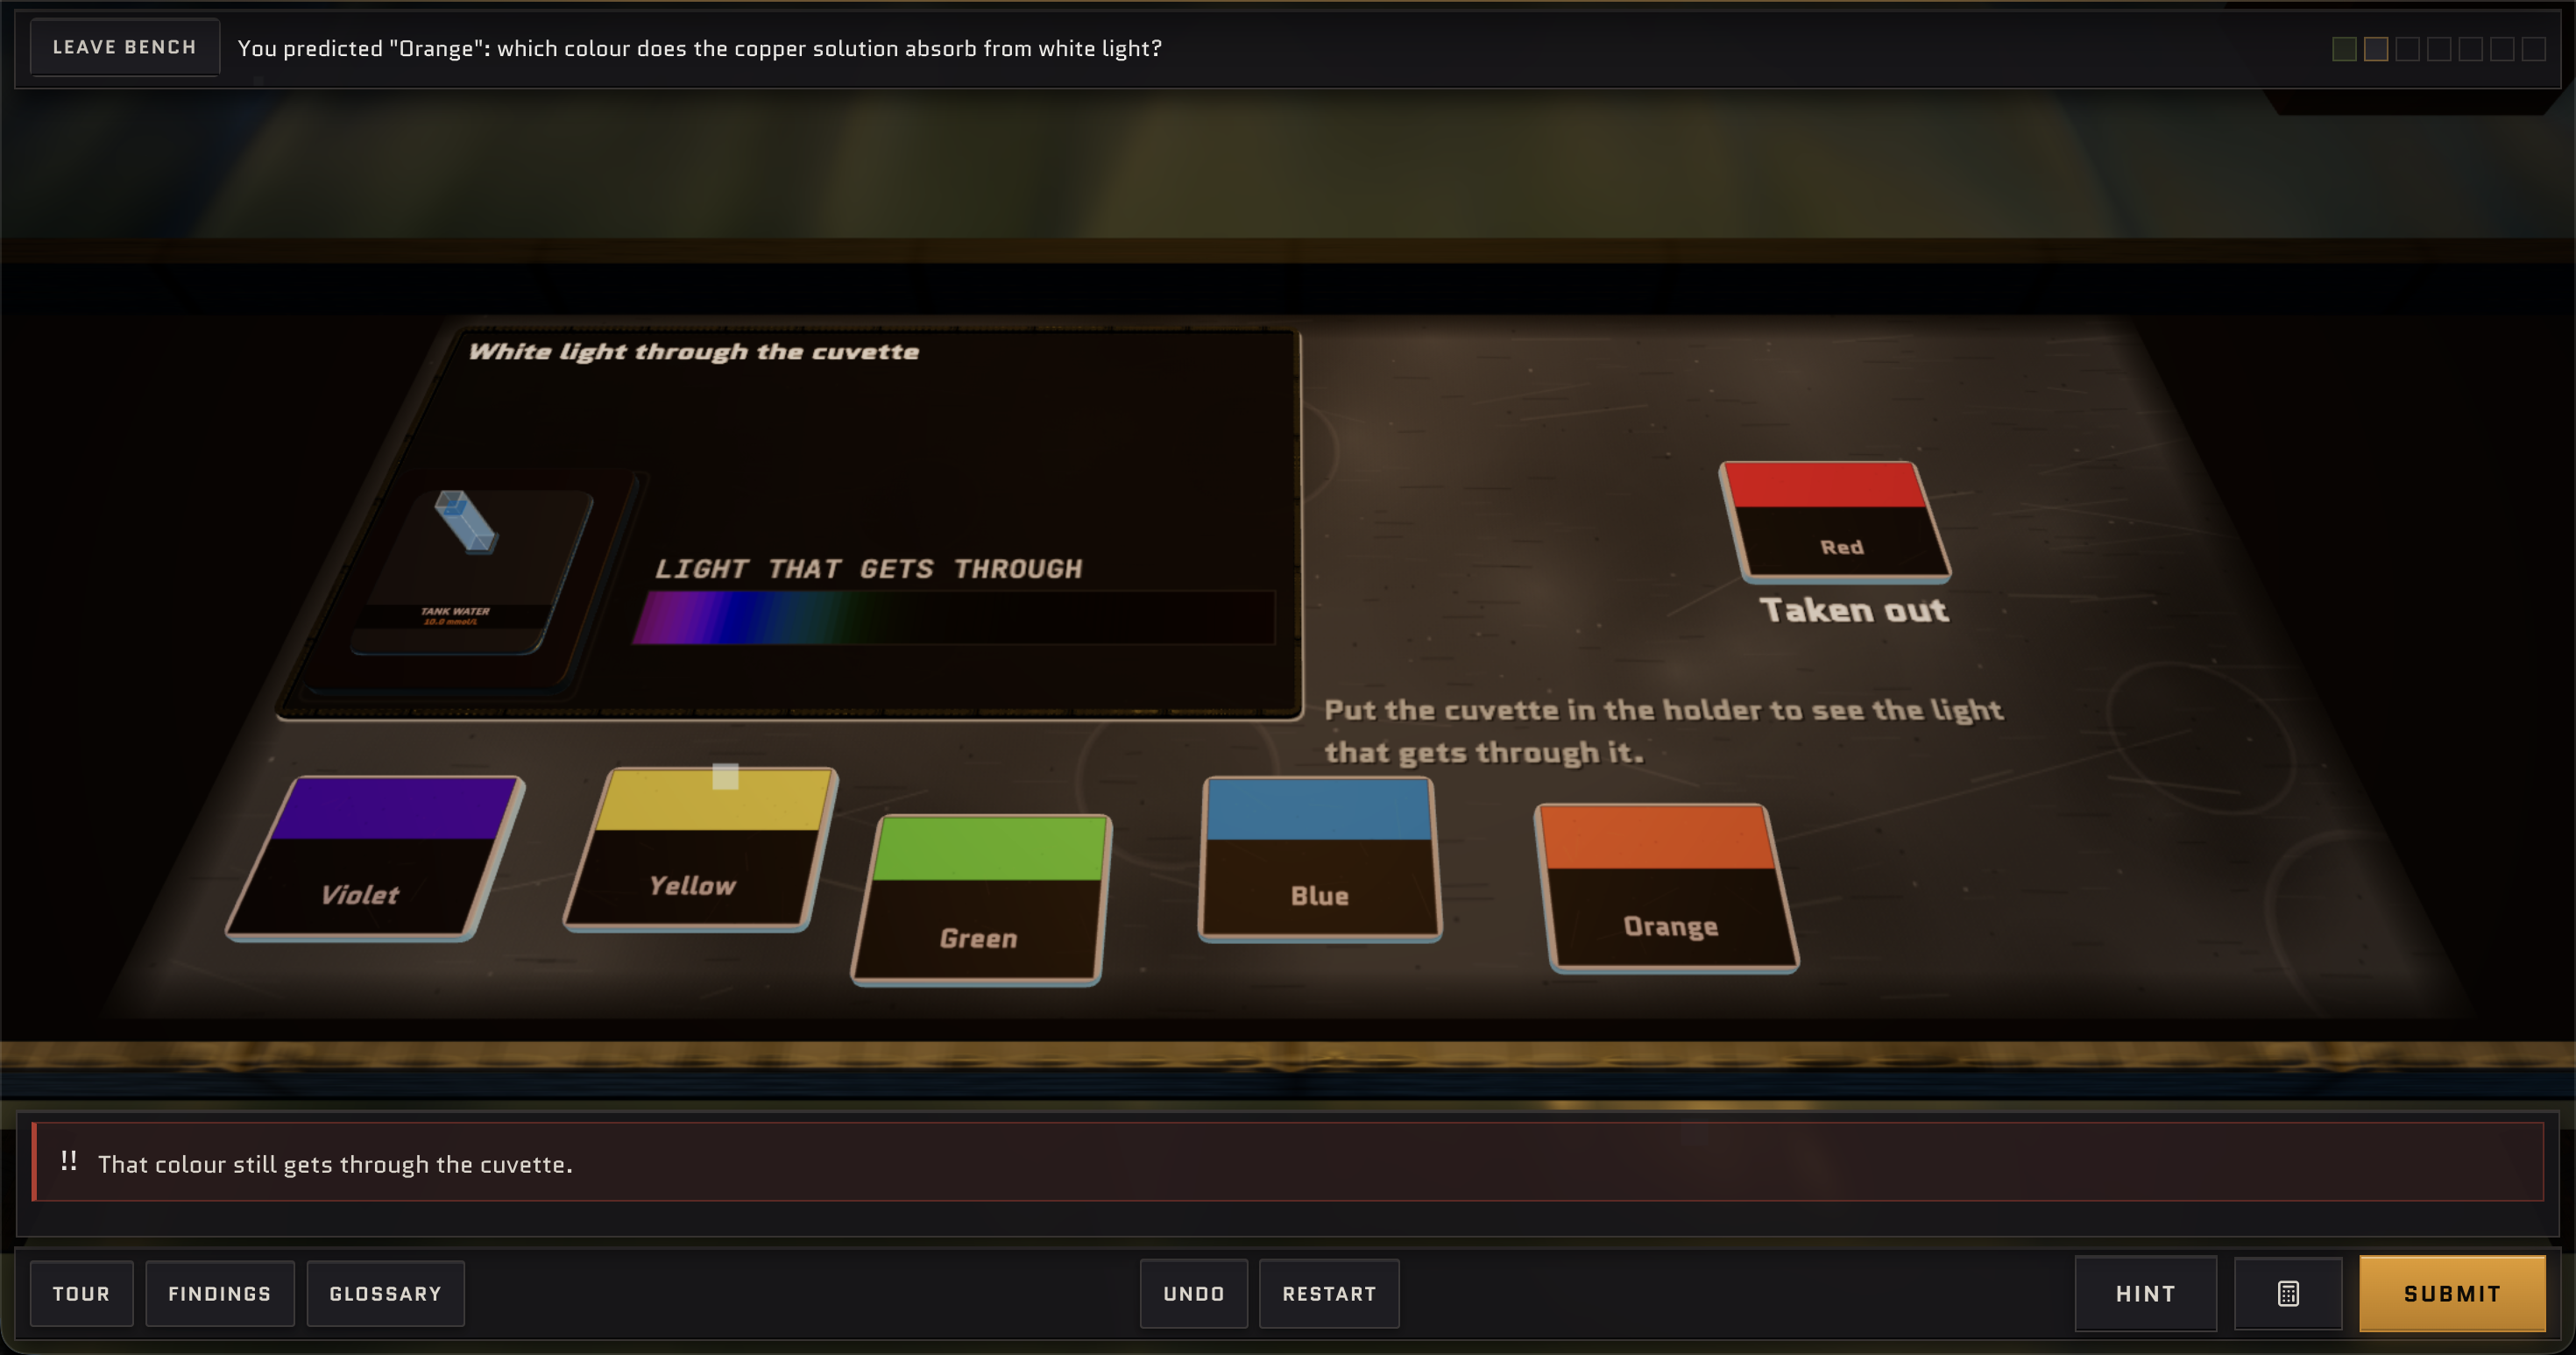 LEAVE BENCH
You predicted "Orange": which colour does the copper solution absorb from white light?
White light through the cuvette
LIGHT THAT GETS THROUGH
TANK WATER
10.0 mmol/L
Red
Taken out
Put the cuvette in the holder to see the light
that gets through it.
Violet
Yellow
Green
Blue
Orange
!! That colour still gets through the cuvette.
TOUR
FINDINGS
GLOSSARY
UNDO
RESTART
HINT
SUBMIT